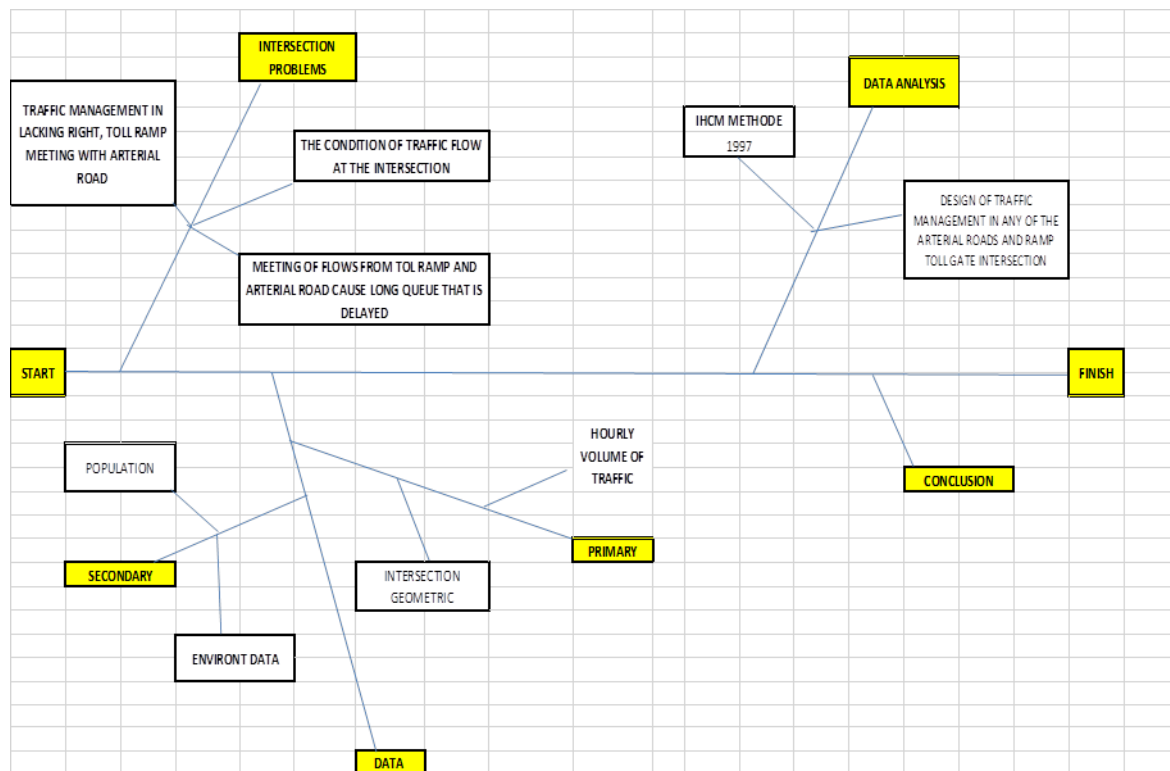 INTERSECTION
PROBLEMS
DATA ANALYSIS
TRAFFIC MANAGEMENT IN
LACKING RIGHT, TOLL RAMP
MEETING WITH ARTERIAL
ROAD
IHCM METHODE
1997
THE CONDITION OF TRAFFIC FLOW
AT THE INTERSECTION
DESIGN OF TRAFFIC
MANAGEMENT IN ANY OF THE
ARTERIAL ROADS AND RAMP
TOLL GATE INTERSECTION
MEETING OF FLOWS FROM TOL RAMP AND
ARTERIAL ROAD CAUSE LONG QUEUE THAT IS
DELAYED
START
FINISH
HOURLY
VOLUME OF
TRAFFIC
POPULATION
CONCLUSION
PRIMARY
SECONDARY
INTERSECTION
GEOMETRIC
ENVIRONT DATA
DATA